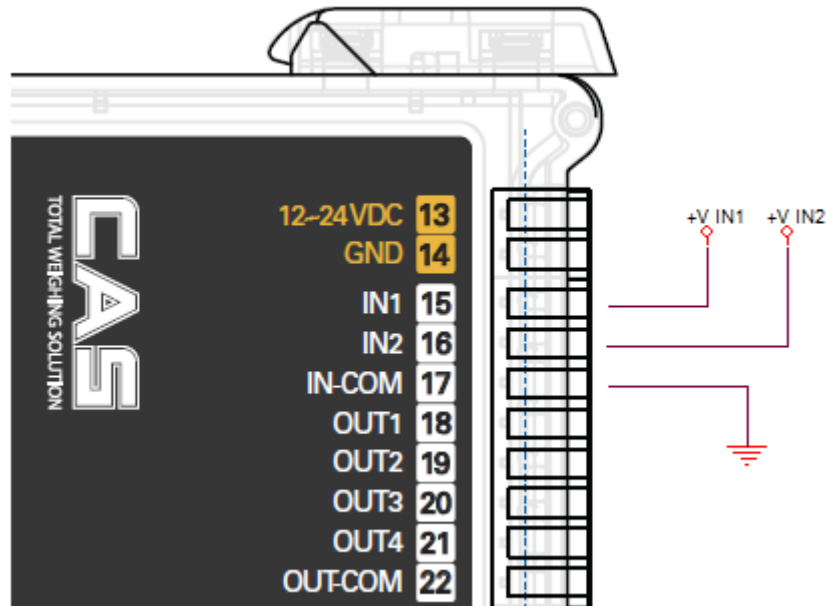 CAS
TOTAL WEIGHING SOLUTION
12~24VDC 13
GND 14
IN1 15
IN2 16
IN-COM 17
OUT1 18
OUT2 19
OUT3 20
OUT4 21
OUT-COM 22
+V IN1 +V IN2